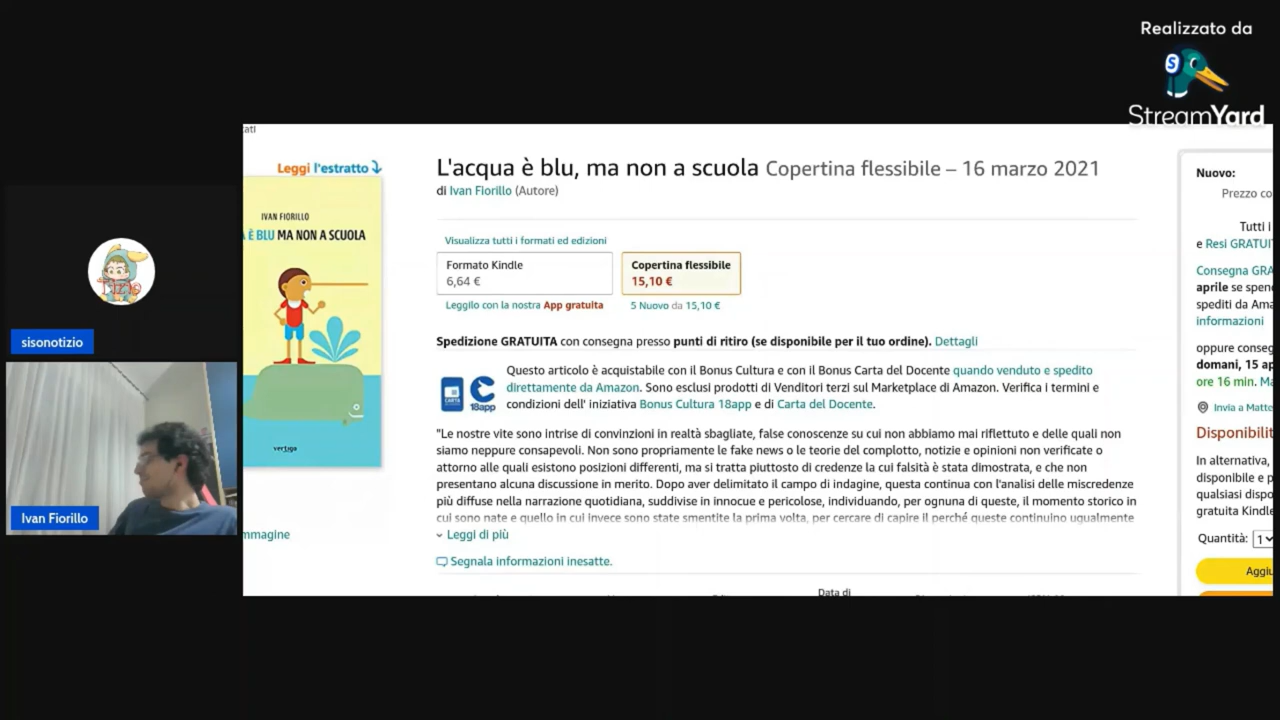 Realizzato da
StreamYard
ati
Leggi l'estratto
L'acqua è blu, ma non a scuola Copertina flessibile – 16 marzo 2021
di Ivan Fiorillo (Autore)
Nuovo:
Prezzo co
Tutti i
e Resi GRATUI
IVAN FIORILLO
È BLU MA NON A SCUOLA
Visualizza tutti i formati ed edizioni
Formato Kindle
6,64 €
Copertina flessibile
15,10 €
Leggilo con la nostra App gratuita
5 Nuovo da 15,10 €
Consegna GRA
aprile se spen
spediti da Ama
informazioni
sisonotizio
Spedizione GRATUITA con consegna presso punti di ritiro (se disponibile per il tuo ordine). Dettagli
oppure conseg
domani, 15 ap
ore 16 min. Ma
CARTA
18app
Questo articolo è acquistabile con il Bonus Cultura e con il Bonus Carta del Docente quando venduto e spedito
direttamente da Amazon. Sono esclusi prodotti di Venditori terzi sul Marketplace di Amazon. Verifica i termini e
condizioni dell' iniziativa Bonus Cultura 18app e di Carta del Docente.
Invia a Matte
Disponibilit
"Le nostre vite sono intrise di convinzioni in realtà sbagliate, false conoscenze su cui non abbiamo mai riflettuto e delle quali non
siamo neppure consapevoli. Non sono propriamente le fake news o le teorie del complotto, notizie e opinioni non verificate o
attorno alle quali esistono posizioni differenti, ma si tratta piuttosto di credenze la cui falsità è stata dimostrata, e che non
presentano alcuna discussione in merito. Dopo aver delimitato il campo di indagine, questa continua con l'analisi delle miscredenze
più diffuse nella narrazione quotidiana, suddivise in innocue e pericolose, individuando, per ognuna di queste, il momento storico in
cui sono nate e quello in cui invece sono state smentite la prima volta, per cercare di capire il perché queste continuino ugualmente
Leggi di più
Segnala informazioni inesatte.
In alternativa,
disponibile e p
qualsiasi dispo
gratuita Kindle
Quantità: 1
Aggiu
vertigo
Ivan Fiorillo
mmagine
Data di